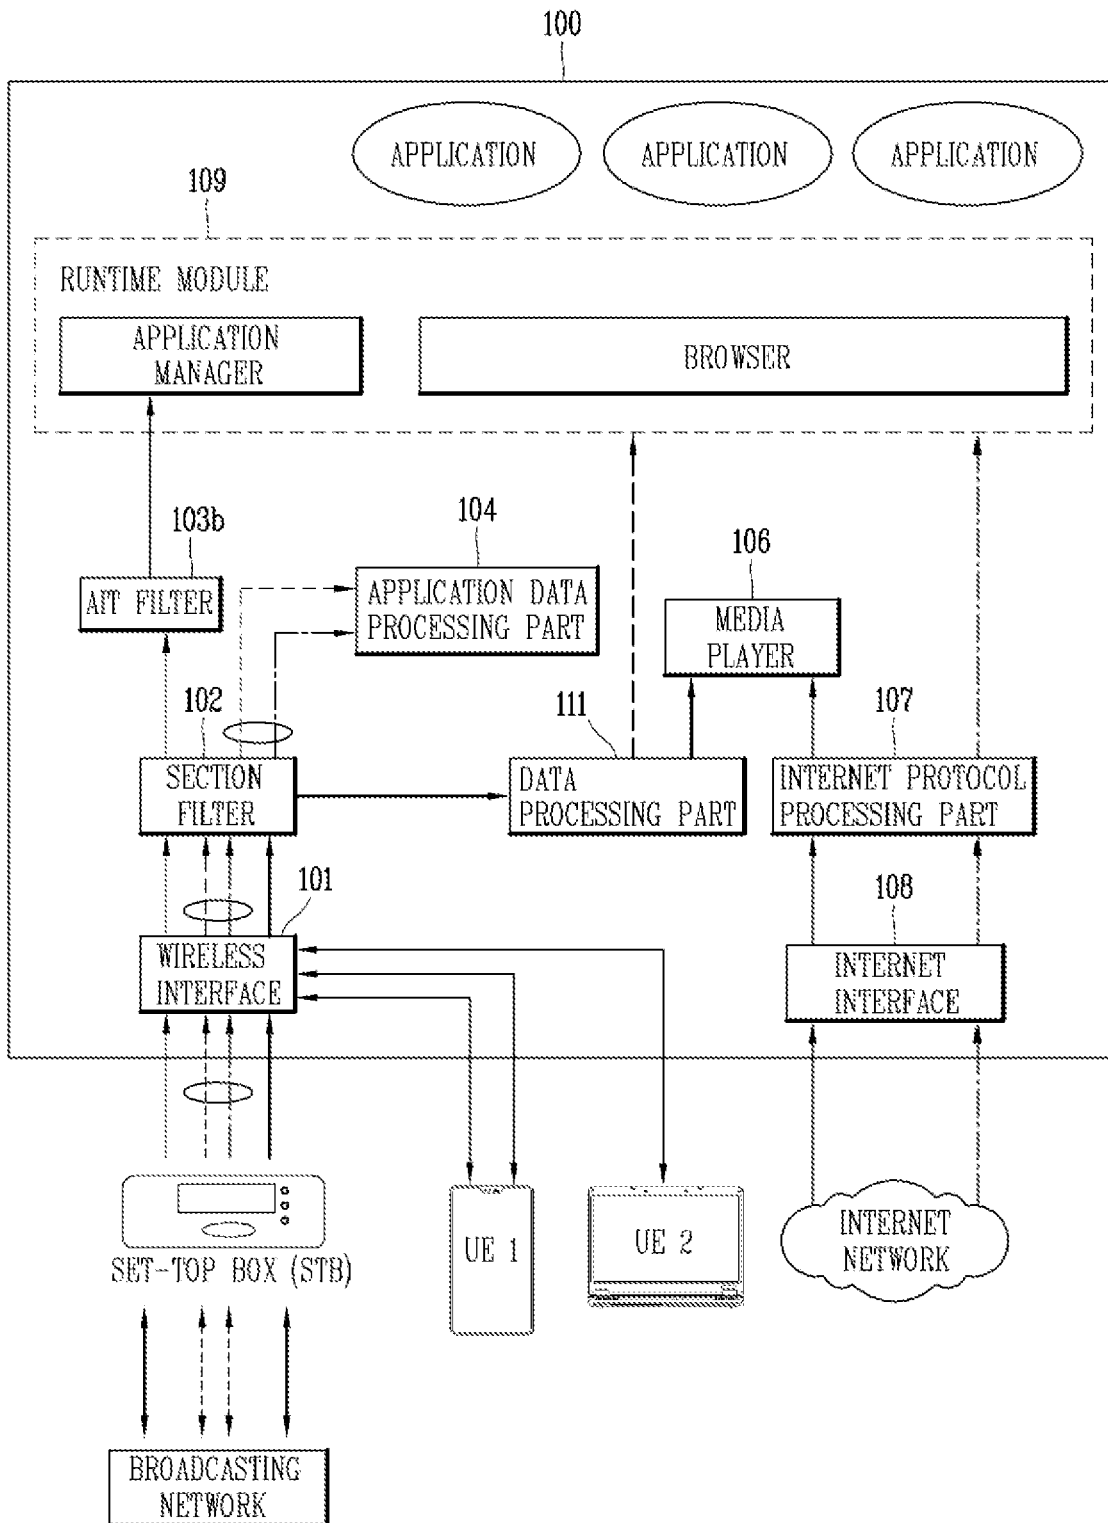 100
APPLICATION APPLICATION APPLICATION
109
RUNTIME MODULE
APPLICATION
MANAGER
BROWSER
103b
AIT FILTER
104
APPLICATION DATA
PROCESSING PART
106
MEDIA
PLAYER
102
SECTION
FILTER
111
DATA
PROCESSING PART
107
INTERNET PROTOCOL
PROCESSING PART
101
WIRELESS
INTERFACE
108
INTERNET
INTERFACE
SET-TOP BOX (STB)
UE 1
UE 2
INTERNET
NETWORK
BROADCASTING
NETWORK